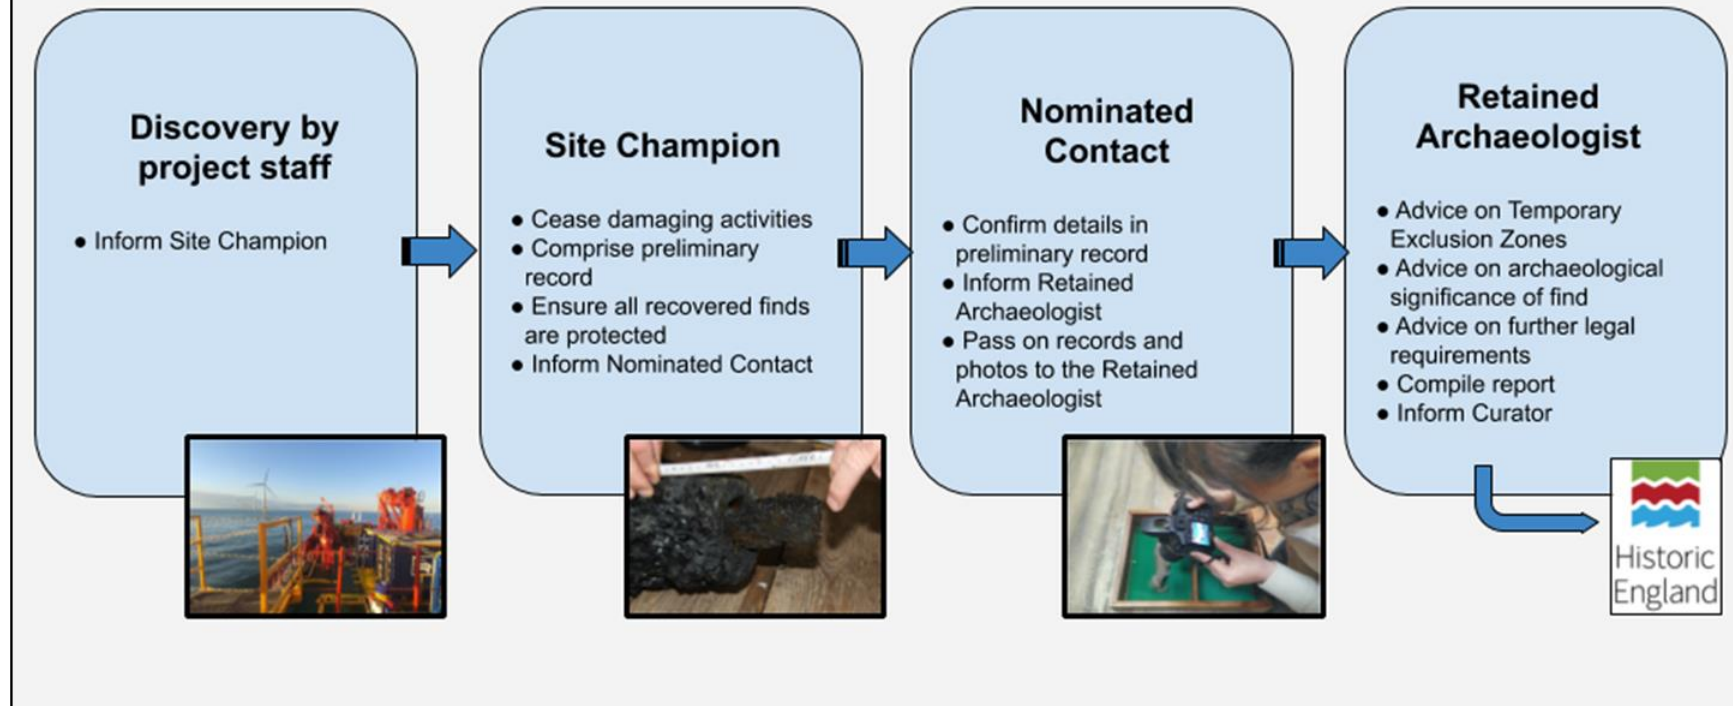 Discovery by
project staff
● Inform Site Champion
Site Champion
● Cease damaging activities
● Comprise preliminary
record
● Ensure all recovered finds
are protected
● Inform Nominated Contact
Nominated
Contact
● Confirm details in
preliminary record
● Inform Retained
Archaeologist
● Pass on records and
photos to the Retained
Archaeologist
Retained
Archaeologist
● Advice on Temporary
Exclusion Zones
● Advice on archaeological
significance of find
● Advice on further legal
requirements
● Compile report
● Inform Curator
Historic
England